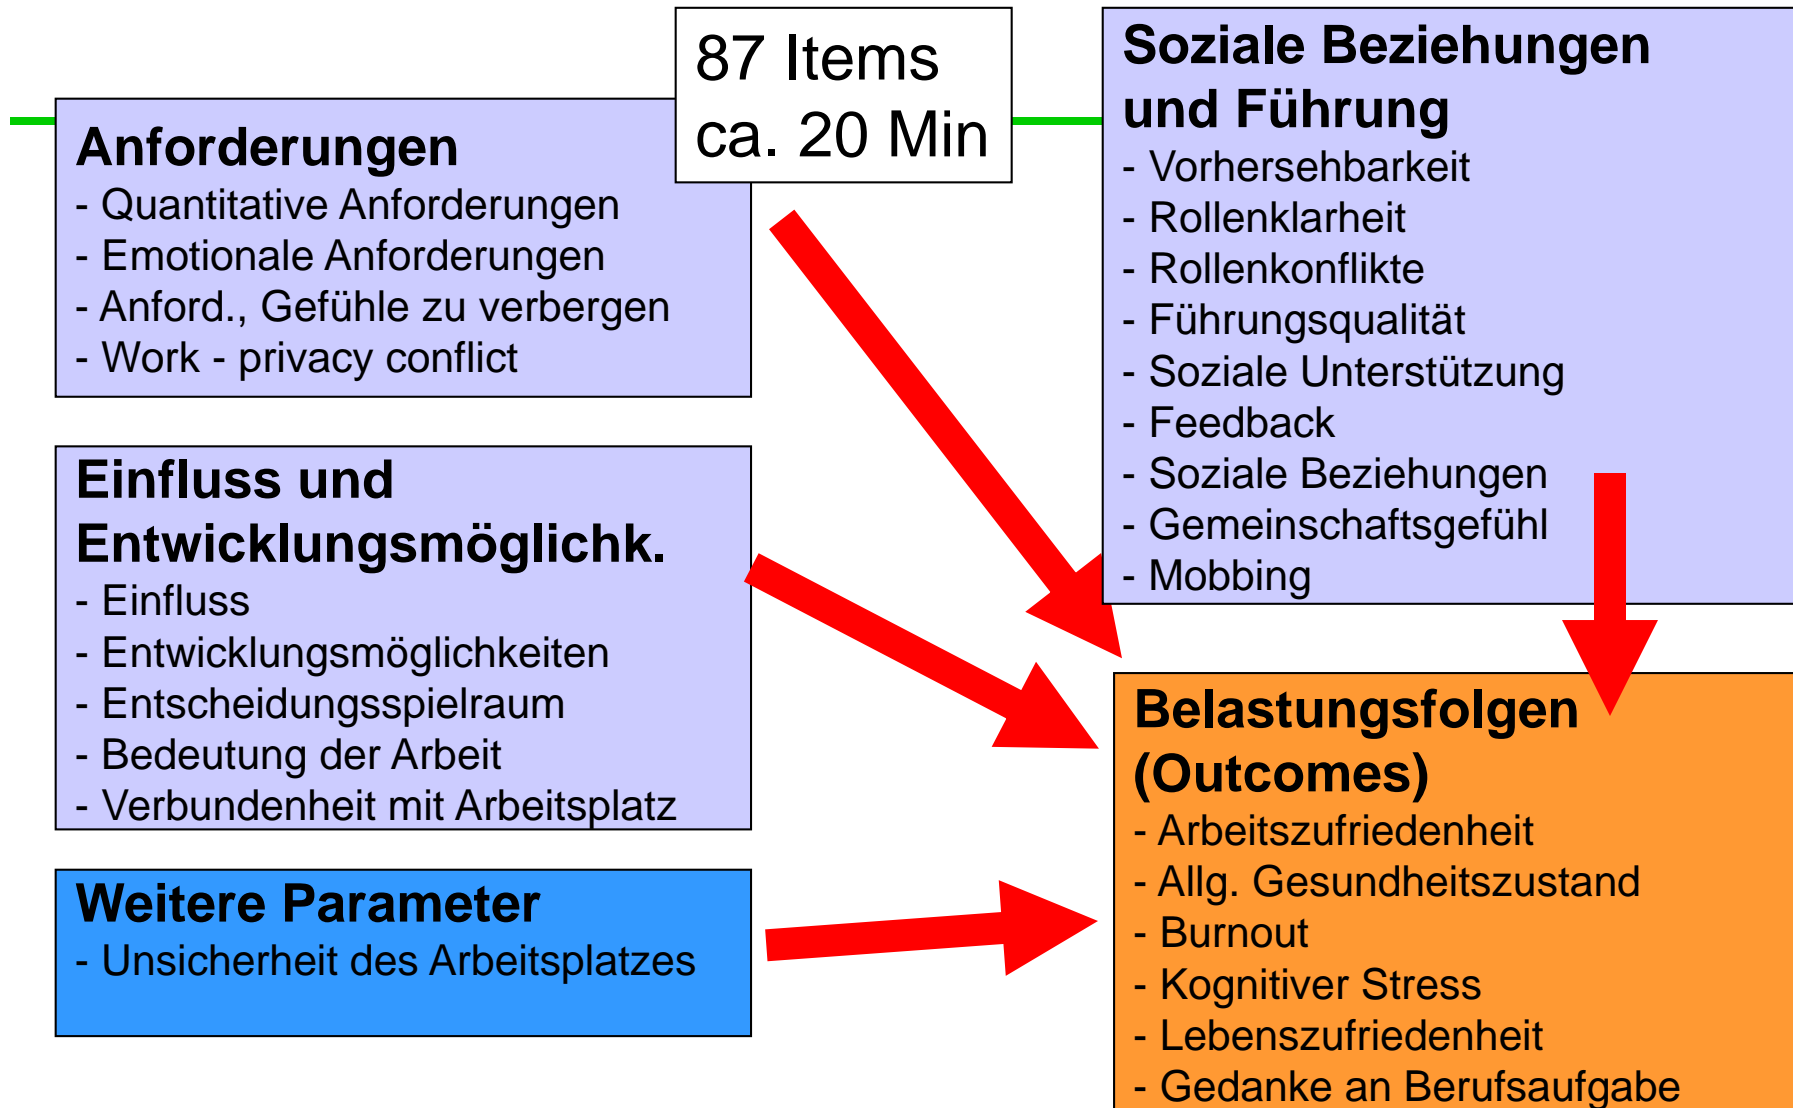 87 Items
ca. 20 Min
Anforderungen
- Quantitative Anforderungen
- Emotionale Anforderungen
- Anford., Gefühle zu verbergen
- Work - privacy conflict
Einfluss und
Entwicklungsmöglichk.
- Einfluss
- Entwicklungsmöglichkeiten
- Entscheidungsspielraum
- Bedeutung der Arbeit
- Verbundenheit mit Arbeitsplatz
Weitere Parameter
- Unsicherheit des Arbeitsplatzes
Soziale Beziehungen
und Führung
- Vorhersehbarkeit
- Rollenklarheit
- Rollenkonflikte
- Führungsqualität
- Soziale Unterstützung
- Feedback
- Soziale Beziehungen
- Gemeinschaftsgefühl
- Mobbing
Belastungsfolgen
(Outcomes)
- Arbeitszufriedenheit
- Allg. Gesundheitszustand
- Burnout
- Kognitiver Stress
- Lebenszufriedenheit
- Gedanke an Berufsaufgabe